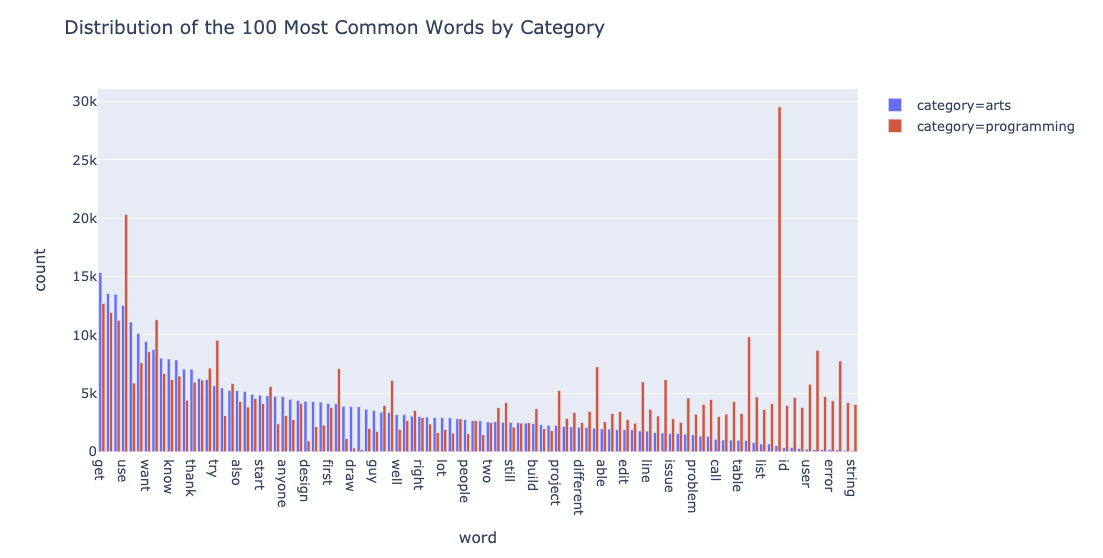 Distribution of the 100 Most Common Words by Category
30k
25k
20k
15k
10k
5k
0
count
get
use
want
know
thank
try
also
start
anyone
design
first
draw
guy
well
right
lot
people
two
still
build
project
different
able
edit
line
issue
problem
call
table
list
id
user
error
string
word
category=arts
category=programming